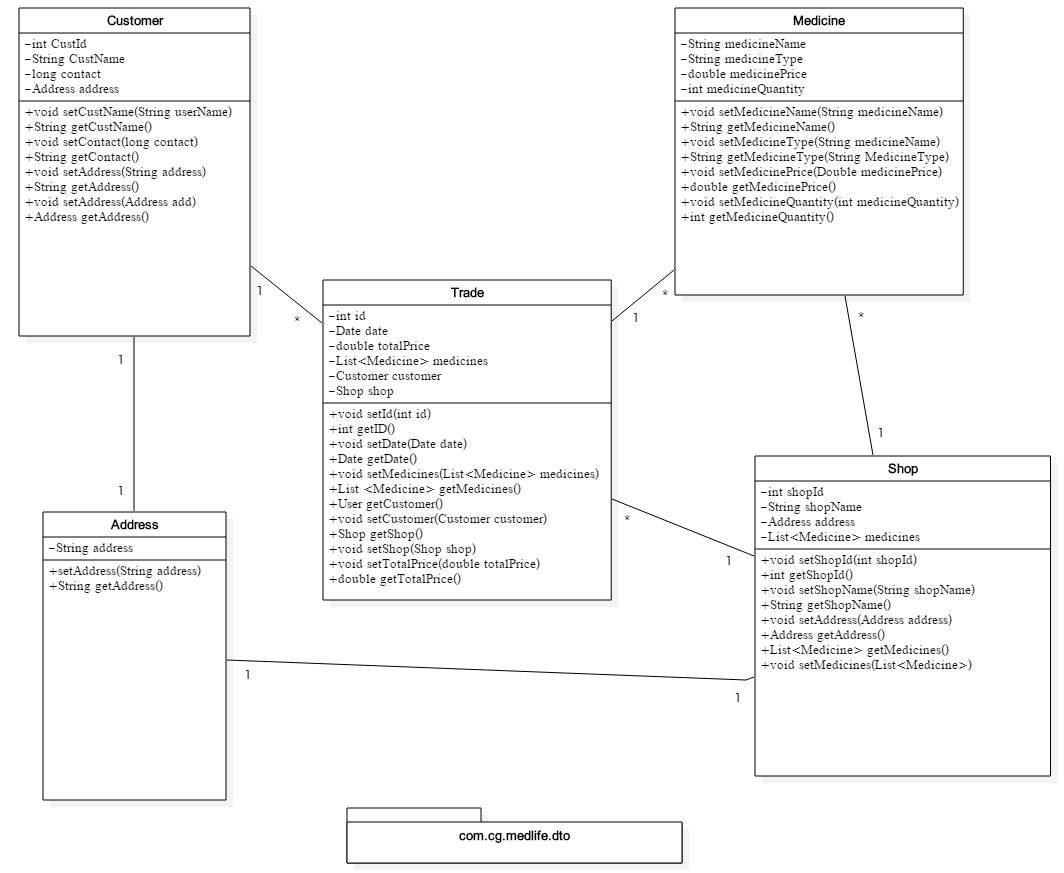 Customer
-int CustId
-String CustName
-long contact
-Address address
+void setCustName(String userName)
+String getCustName()
+void setContact(long contact)
+String getContact()
+void setAddress(String address)
+String getAddress()
+void setAddress(Address add)
+Address getAddress()
Medicine
-String medicineName
-String medicineType
-double medicinePrice
-int medicineQuantity
+void setMedicineName(String medicineName)
+String getMedicineName()
+void setMedicineType(String medicineName)
+String getMedicineType(String MedicineType)
+void setMedicinePrice(Double medicinePrice)
+double getMedicinePrice()
+void setMedicineQuantity(int medicineQuantity)
+int getMedicineQuantity()
1
*
Trade
-int id
-Date date
-double totalPrice
-List<Medicine> medicines
-Customer customer
-Shop shop
+void setId(int id)
+int getID()
+void setDate(Date date)
+Date getDate()
+void setMedicines(List<Medicine> medicines)
+List <Medicine> getMedicines()
+User getCustomer()
+void setCustomer(Customer customer)
+Shop getShop()
+void setShop(Shop shop)
+void setTotalPrice(double totalPrice)
+double getTotalPrice()
*
1
*
1
1
1
Address
-String address
+setAddress(String address)
+String getAddress()
*
1
Shop
-int shopId
-String shopName
-Address address
-List<Medicine> medicines
+void setShopId(int shopId)
+int getShopId()
+void setShopName(String shopName)
+String getShopName()
+void setAddress(Address address)
+Address getAddress()
+List<Medicine> getMedicines()
+void setMedicines(List<Medicine>)
1
1
com.cg.medlife.dto